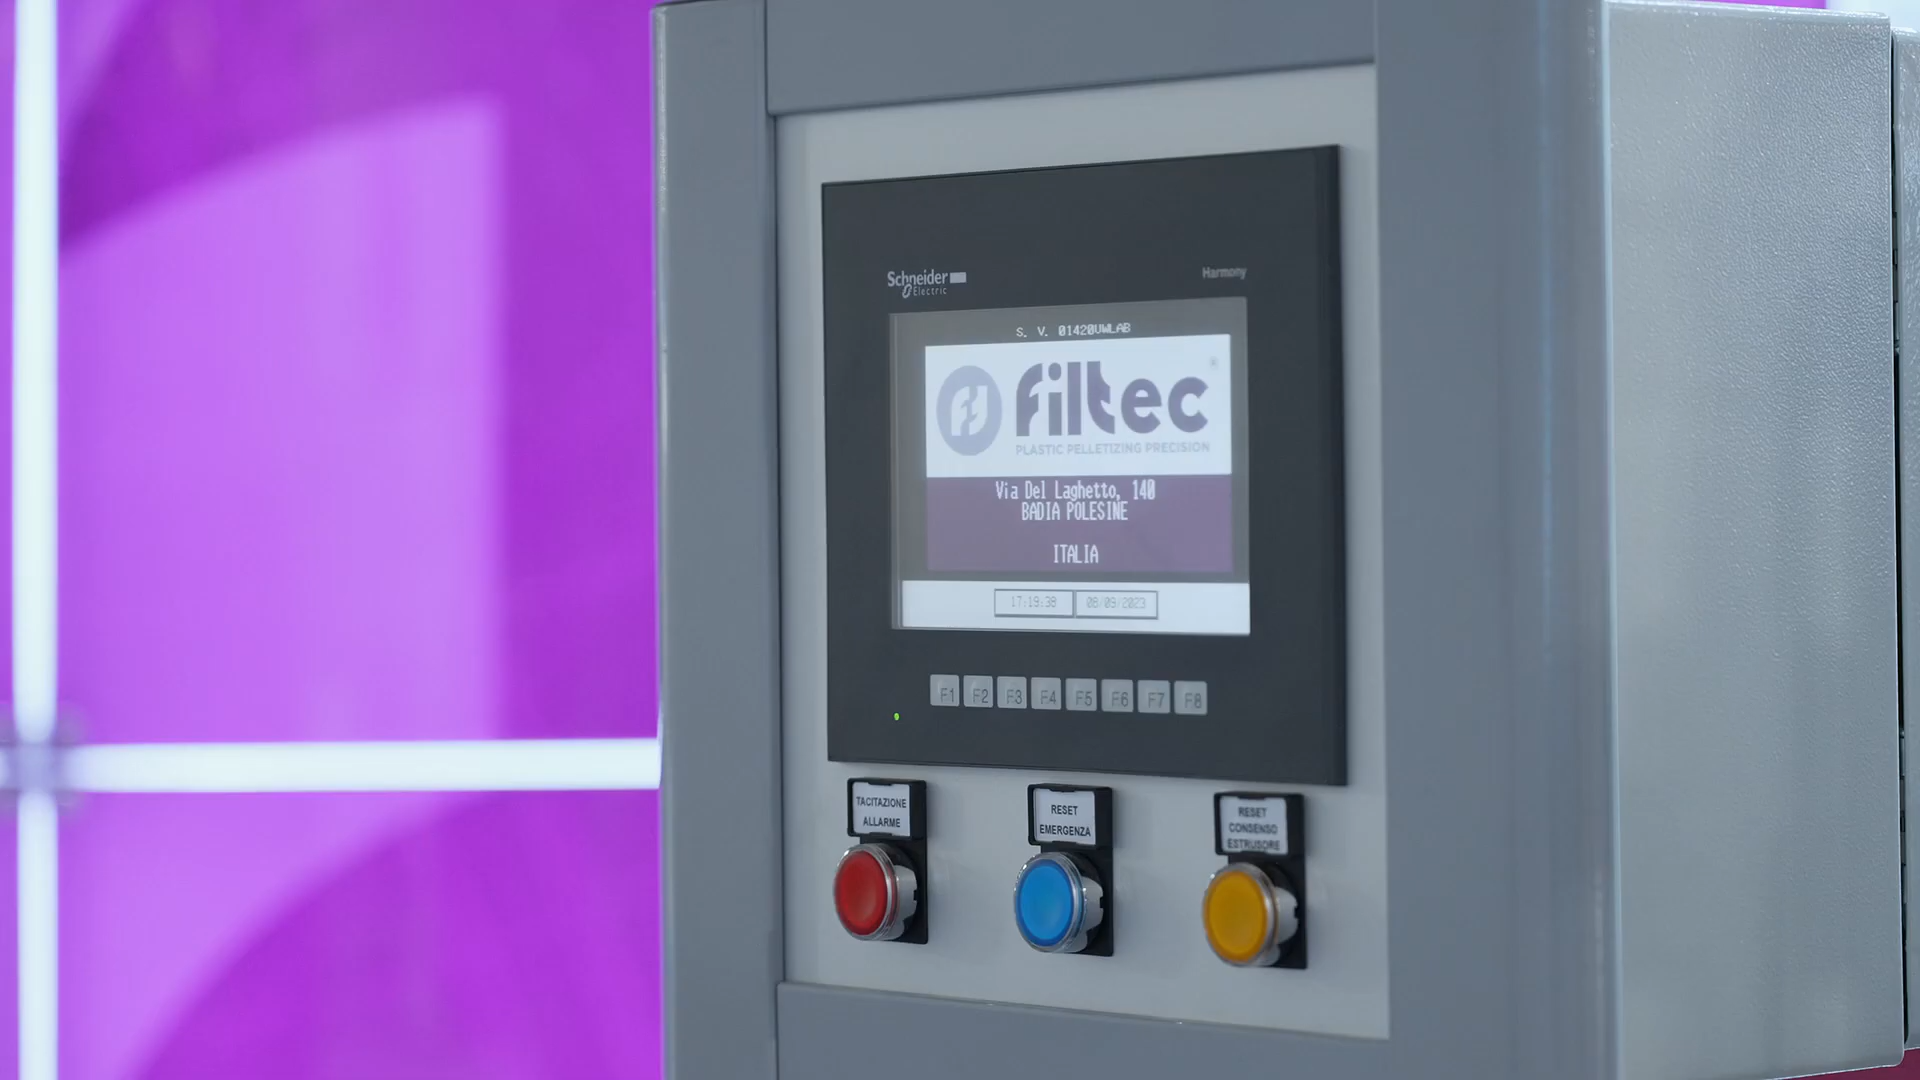 Schneider
Electric
Harmony
S. V. 01420UWLAB
filtec
PLASTIC PELLETIZING PRECISION
Via Del Laghetto, 140
BADIA POLESINE
ITALIA
17:19:38 08/09/2023
F1 F2 F3 F4 F5 F6 F7 F8
TACITAZIONE
ALLARME
RESET
EMERGENZA
RESET
CONSENSO
ESTRUSORE